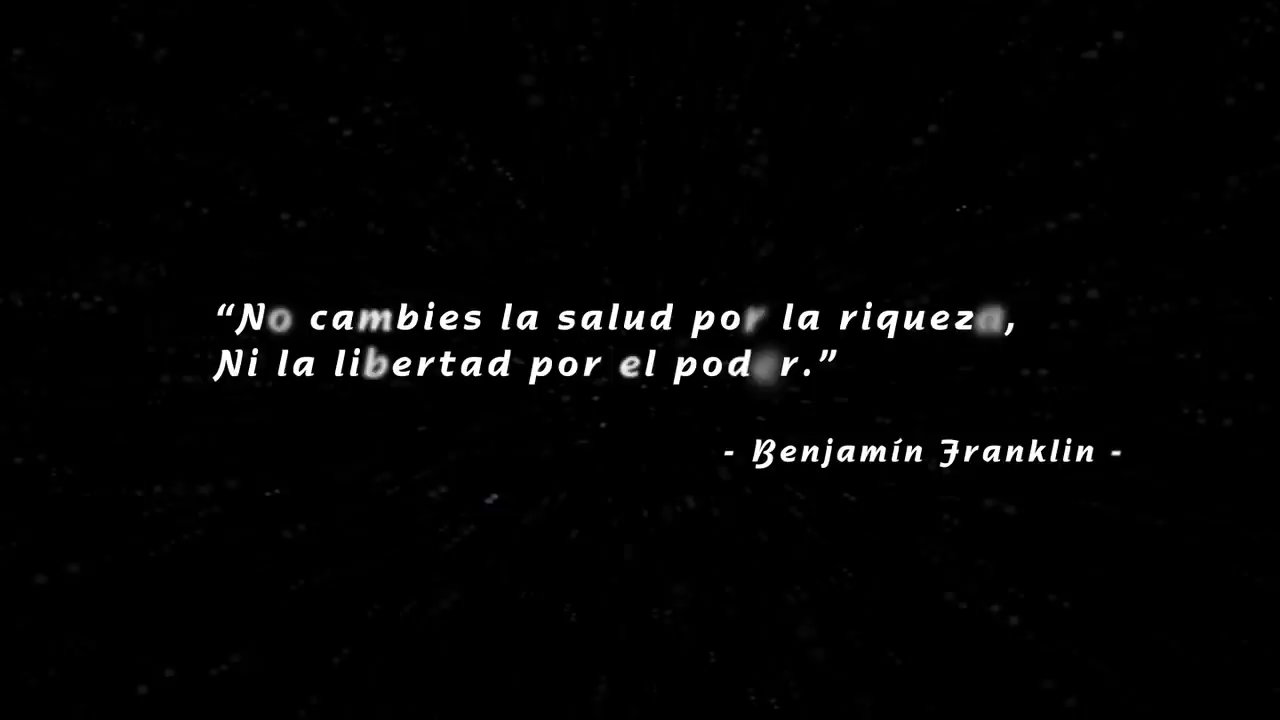 “No cambies la salud por la riqueza,
Ni la libertad por el poder.”
- Benjamín Franklin -